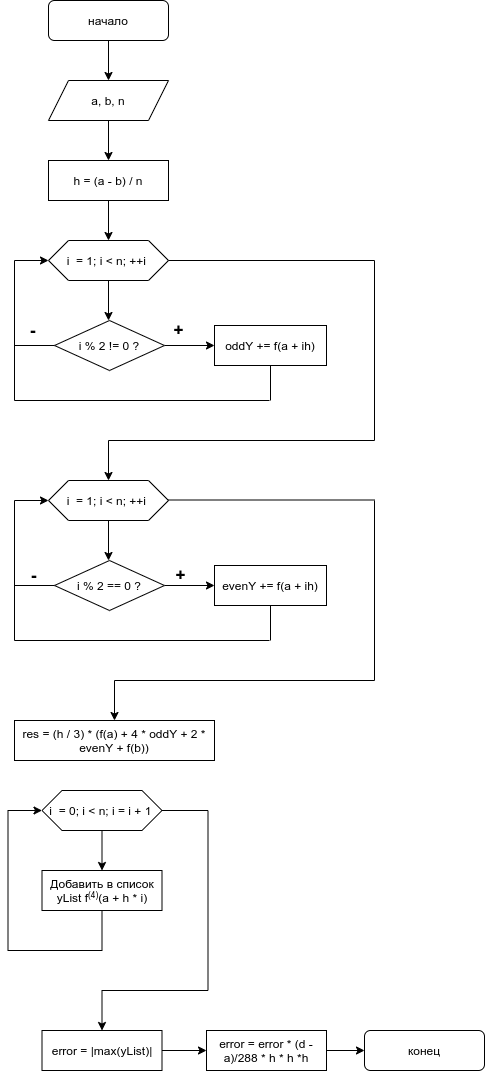 начало
a, b, n
h = (a - b) / n
i  = 1; i < n; ++i
-
+
i % 2 != 0 ?
oddY += f(a + ih)
i  = 1; i < n; ++i
-
+
i % 2 == 0 ?
evenY += f(a + ih)
res = (h / 3) * (f(a) + 4 * oddY + 2 *
evenY + f(b))
i  = 0; i < n; i = i + 1
Добавить в список
yList f⁽⁴⁾(a + h * i)
error = |max(yList)|
error = error * (d -
a)/288 * h * h *h
конец